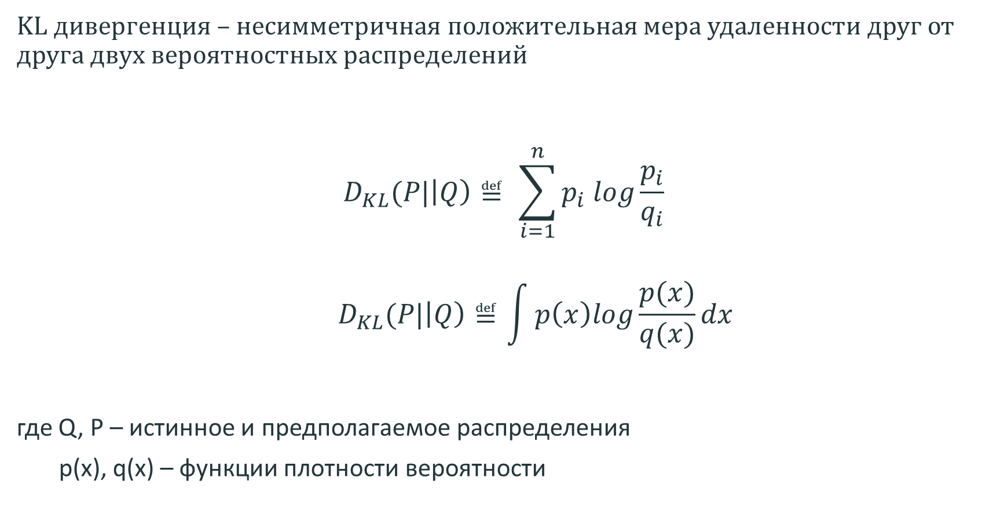 KL дивергенция – несимметричная положительная мера удаленности друг от
друга двух вероятностных распределений
D_{KL}(P||Q) \stackrel{def}{=} \sum_{i=1}^{n} p_i log \frac{p_i}{q_i}
D_{KL}(P||Q) \stackrel{def}{=} \int p(x) log \frac{p(x)}{q(x)} dx
где Q, P – истинное и предполагаемое распределения
p(x), q(x) – функции плотности вероятности